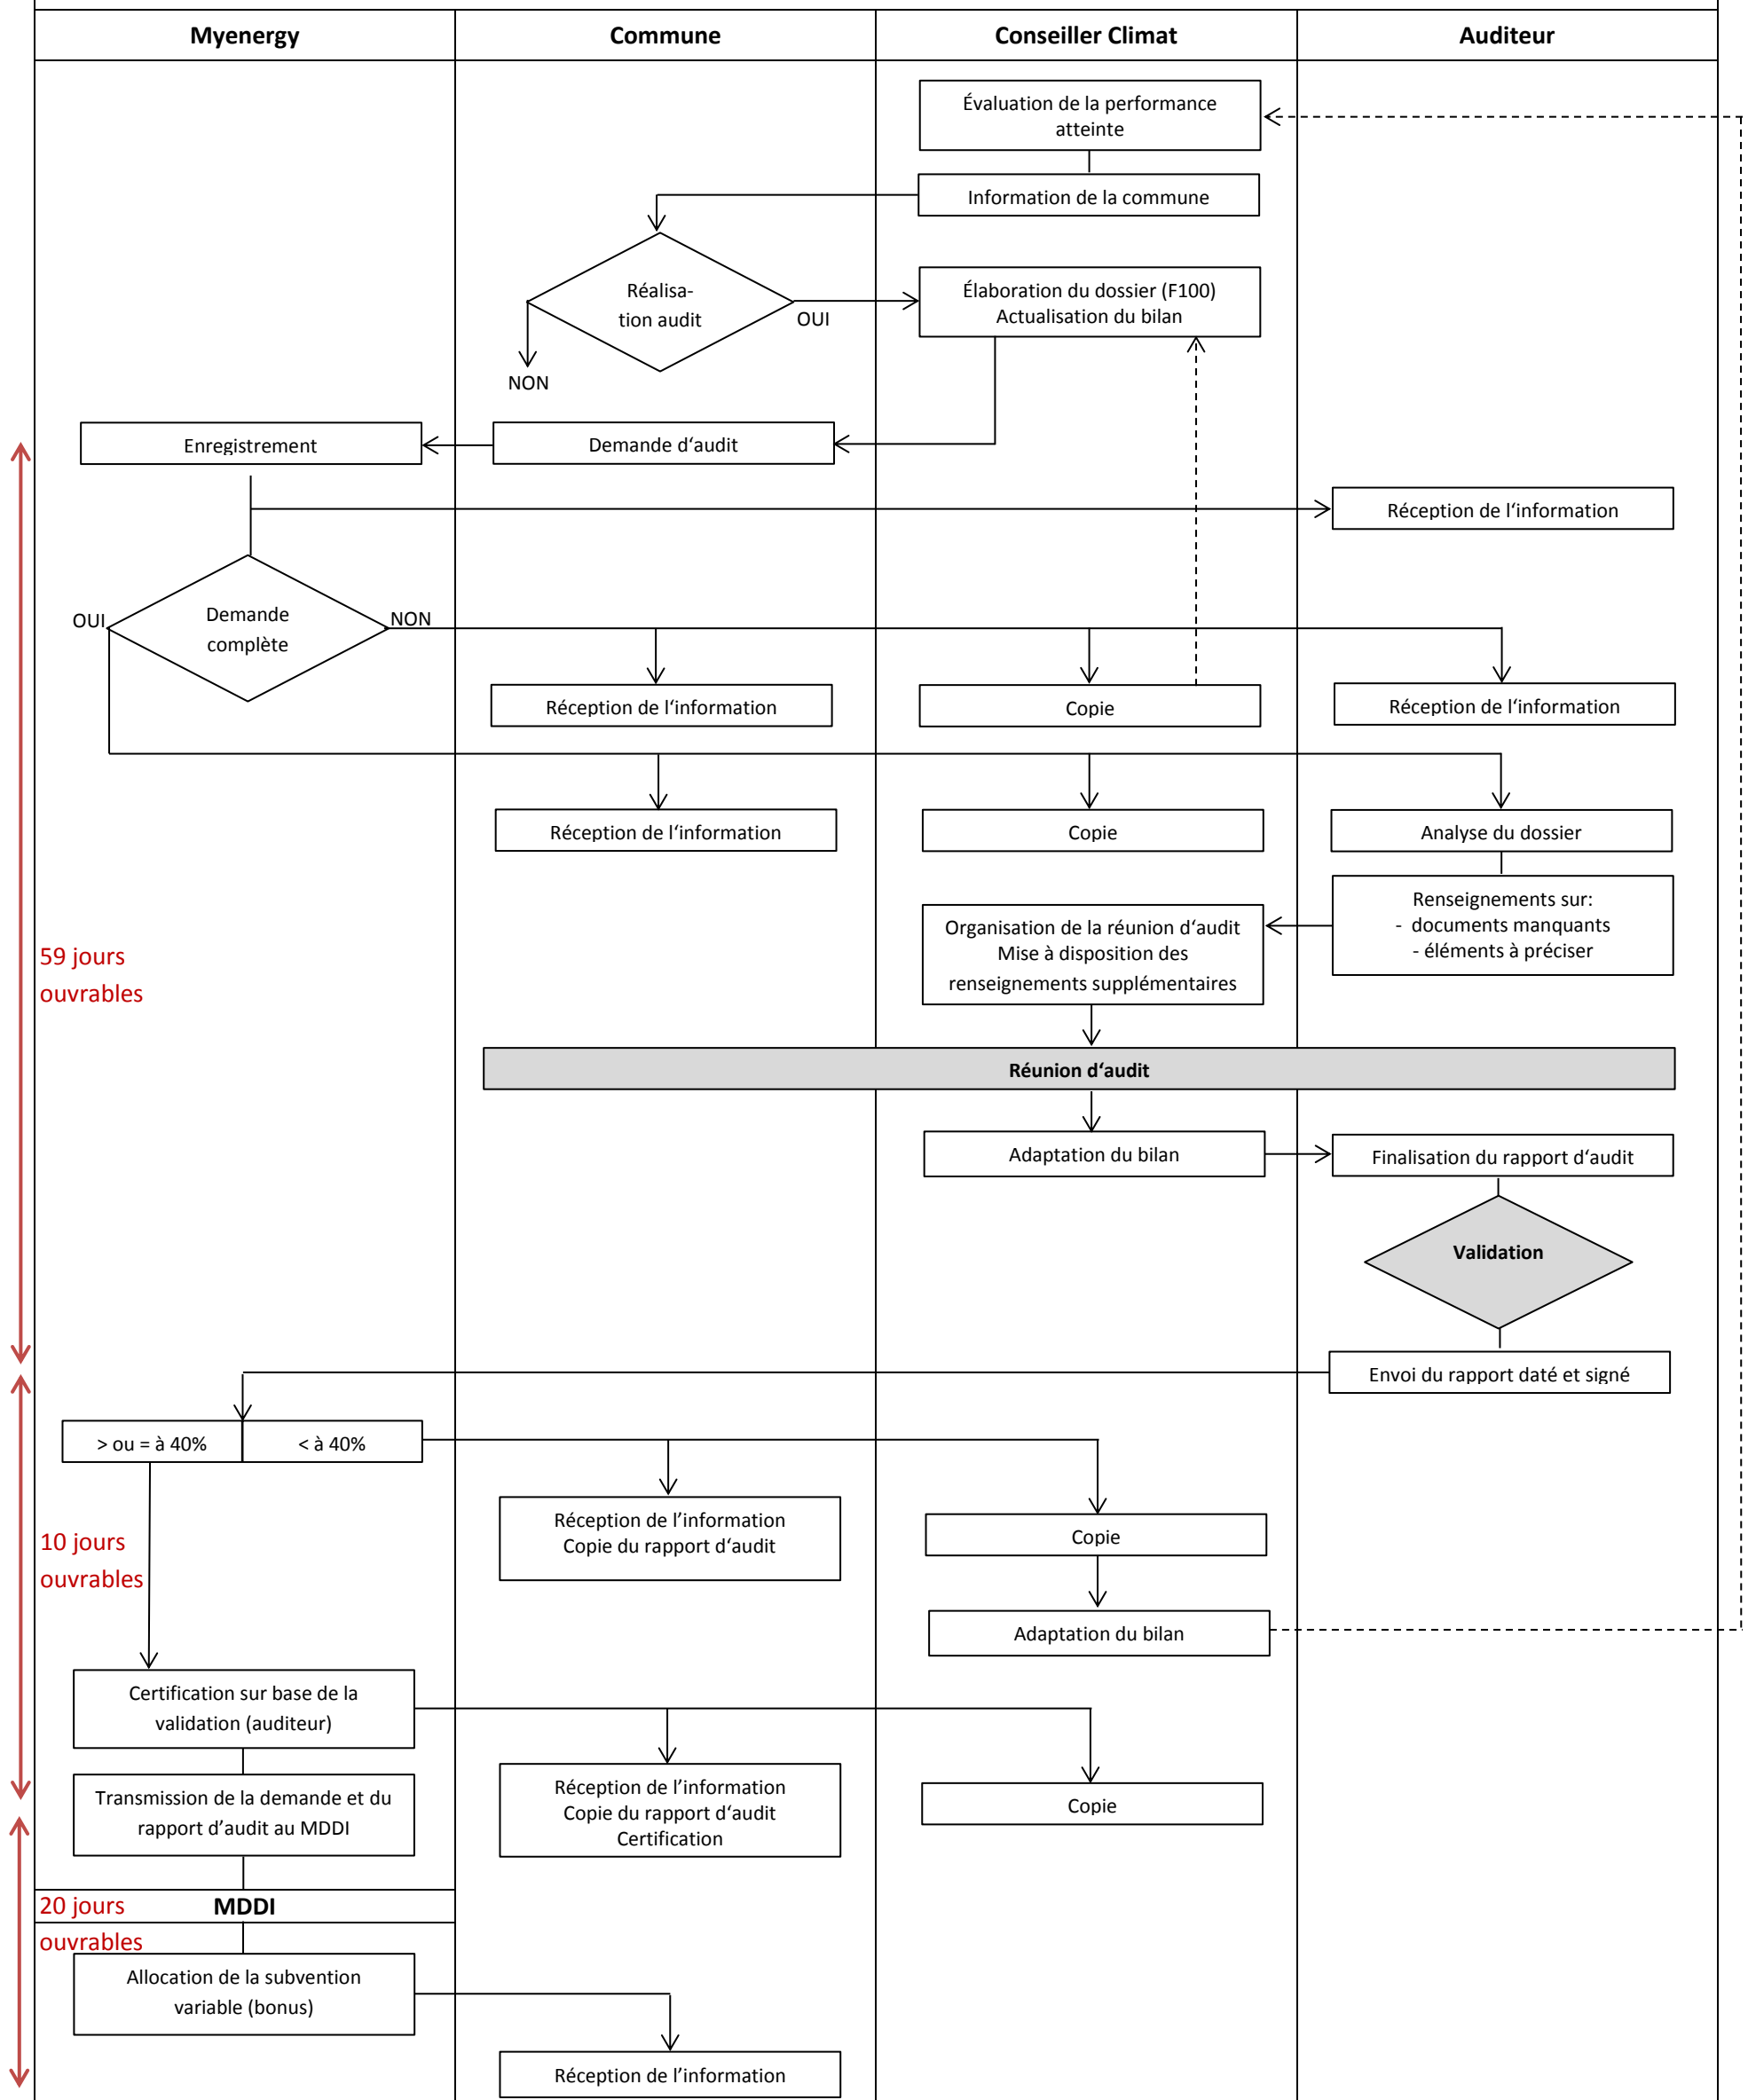 Myenergy
Commune
Conseiller Climat
Auditeur
Évaluation de la performance
atteinte
Information de la commune
Réalisa-
tion audit
OUI
NON
Élaboration du dossier (F100)
Actualisation du bilan
Enregistrement
Demande d‘audit
Réception de l‘information
OUI
Demande
complète
NON
Réception de l‘information
Copie
Réception de l‘information
Réception de l‘information
Copie
Analyse du dossier
Renseignements sur:
- documents manquants
- éléments à préciser
Organisation de la réunion d‘audit
Mise à disposition des
renseignements supplémentaires
59 jours
ouvrables
Réunion d‘audit
Adaptation du bilan
Finalisation du rapport d‘audit
Validation
Envoi du rapport daté et signé
> ou = à 40%
< à 40%
Réception de l’information
Copie du rapport d‘audit
Copie
10 jours
ouvrables
Adaptation du bilan
Certification sur base de la
validation (auditeur)
Transmission de la demande et du
rapport d’audit au MDDI
Réception de l’information
Copie du rapport d‘audit
Certification
Copie
20 jours
ouvrables
MDDI
Allocation de la subvention
variable (bonus)
Réception de l’information